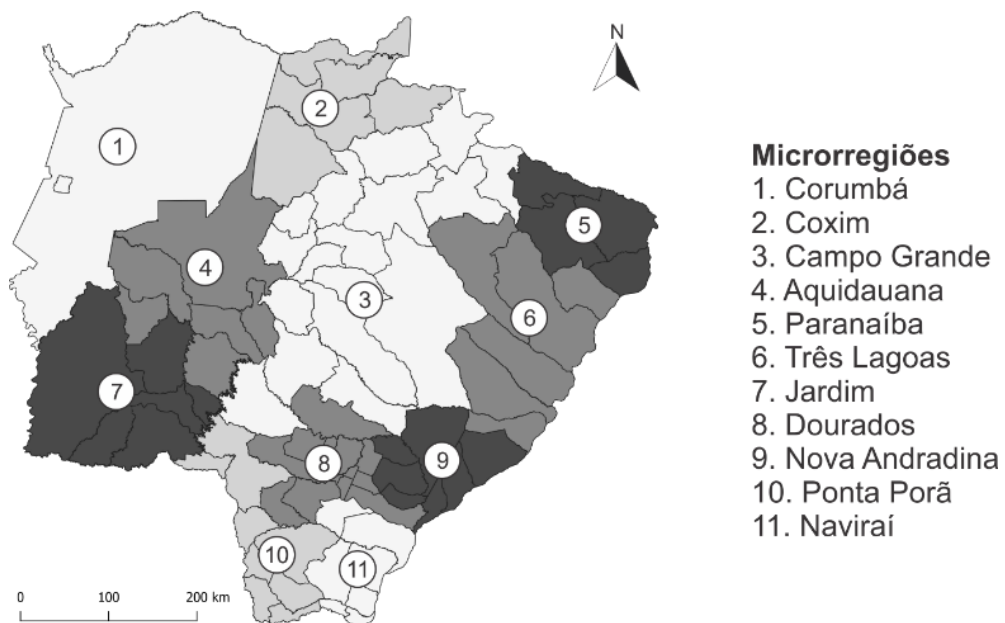 N
1
2
3
4
5
6
7
8
9
10
11
0 100 200 km
Microrregiões
1. Corumbá
2. Coxim
3. Campo Grande
4. Aquidauana
5. Paranaíba
6. Três Lagoas
7. Jardim
8. Dourados
9. Nova Andradina
10. Ponta Porã
11. Naviraí